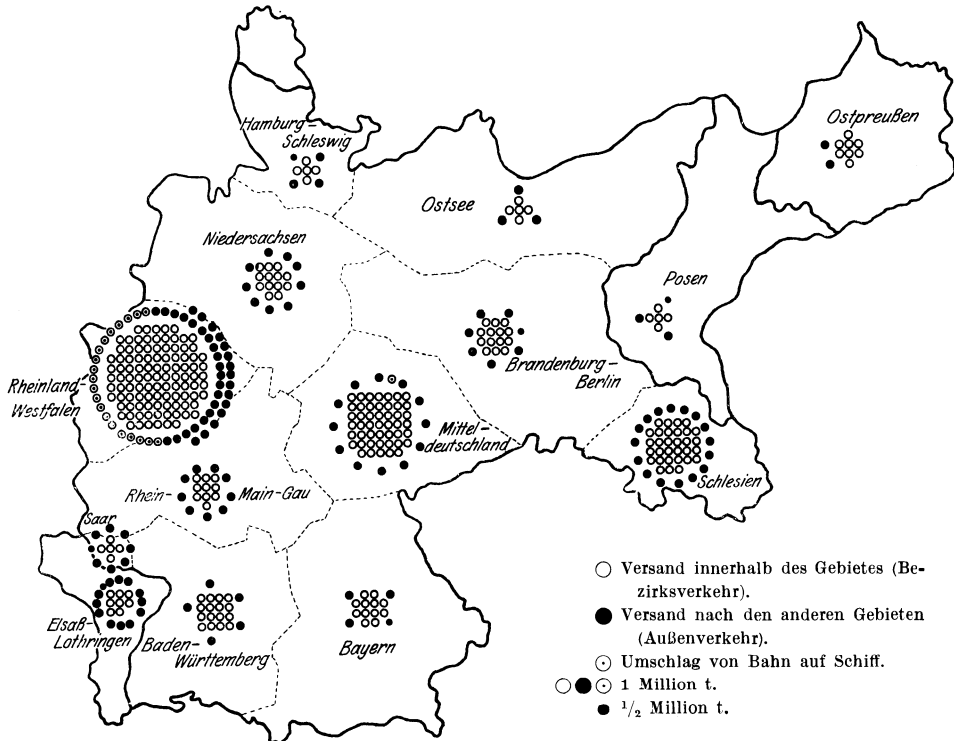 Hamburg-
Schleswig
Ostpreußen
Ostsee
Niedersachsen
Posen
Brandenburg-
Berlin
Rheinland-
Westfalen
Mittel-
deutschland
Schlesien
Rhein- Main-Gau
Saar
Elsaß-
Lothringen
Baden-
Württemberg
Bayern
Versand innerhalb des Gebietes (Be-
zirksverkehr).
Versand nach den anderen Gebieten
(Außenverkehr).
Umschlag von Bahn auf Schiff.
1 Million t.
1/2 Million t.